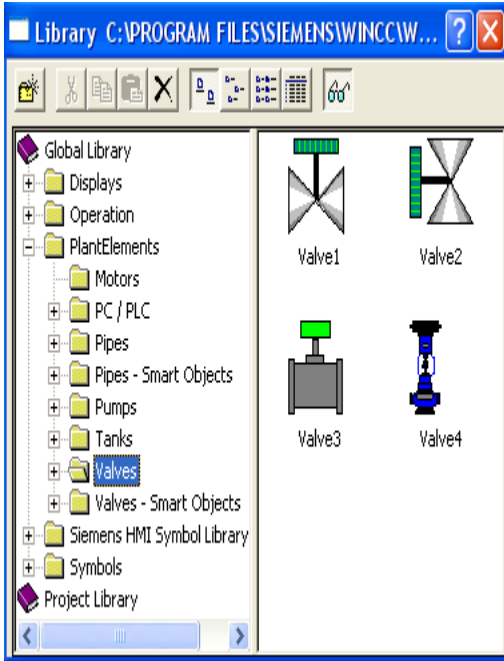 Library C:\PROGRAM FILES\SIEMENS\WINCC\W...
Global Library
Displays
Operation
PlantElements
Motors
PC / PLC
Pipes
Pipes - Smart Objects
Pumps
Tanks
Valves
Valves - Smart Objects
Siemens HMI Symbol Library
Symbols
Project Library
Valve1 Valve2
Valve3 Valve4